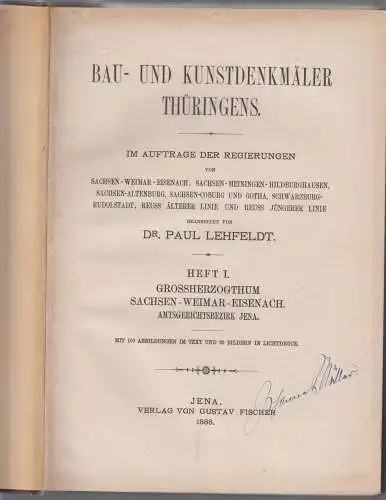 BAU- UND KUNSTDENKMÄLER
THÜRINGENS.
IM AUFTRAGE DER REGIERUNGEN
VON
SACHSEN-WEIMAR-EISENACH, SACHSEN-MEININGEN-HILDBURGHAUSEN,
SACHSEN-ALTENBURG, SACHSEN-COBURG UND GOTHA, SCHWARZBURG-
RUDOLSTADT, REUSS ÄLTERER LINIE UND REUSS JÜNGERER LINIE
BEARBEITET VON
DR. PAUL LEHFELDT.
HEFT I.
GROSSHERZOGTHUM
SACHSEN-WEIMAR-EISENACH.
AMTSGERICHTSBEZIRK JENA.
MIT 100 ABBILDUNGEN IM TEXT UND BILDERN IN LICHTDRUCK.
Müller
JENA,
VERLAG VON GUSTAV FISCHER
1888.